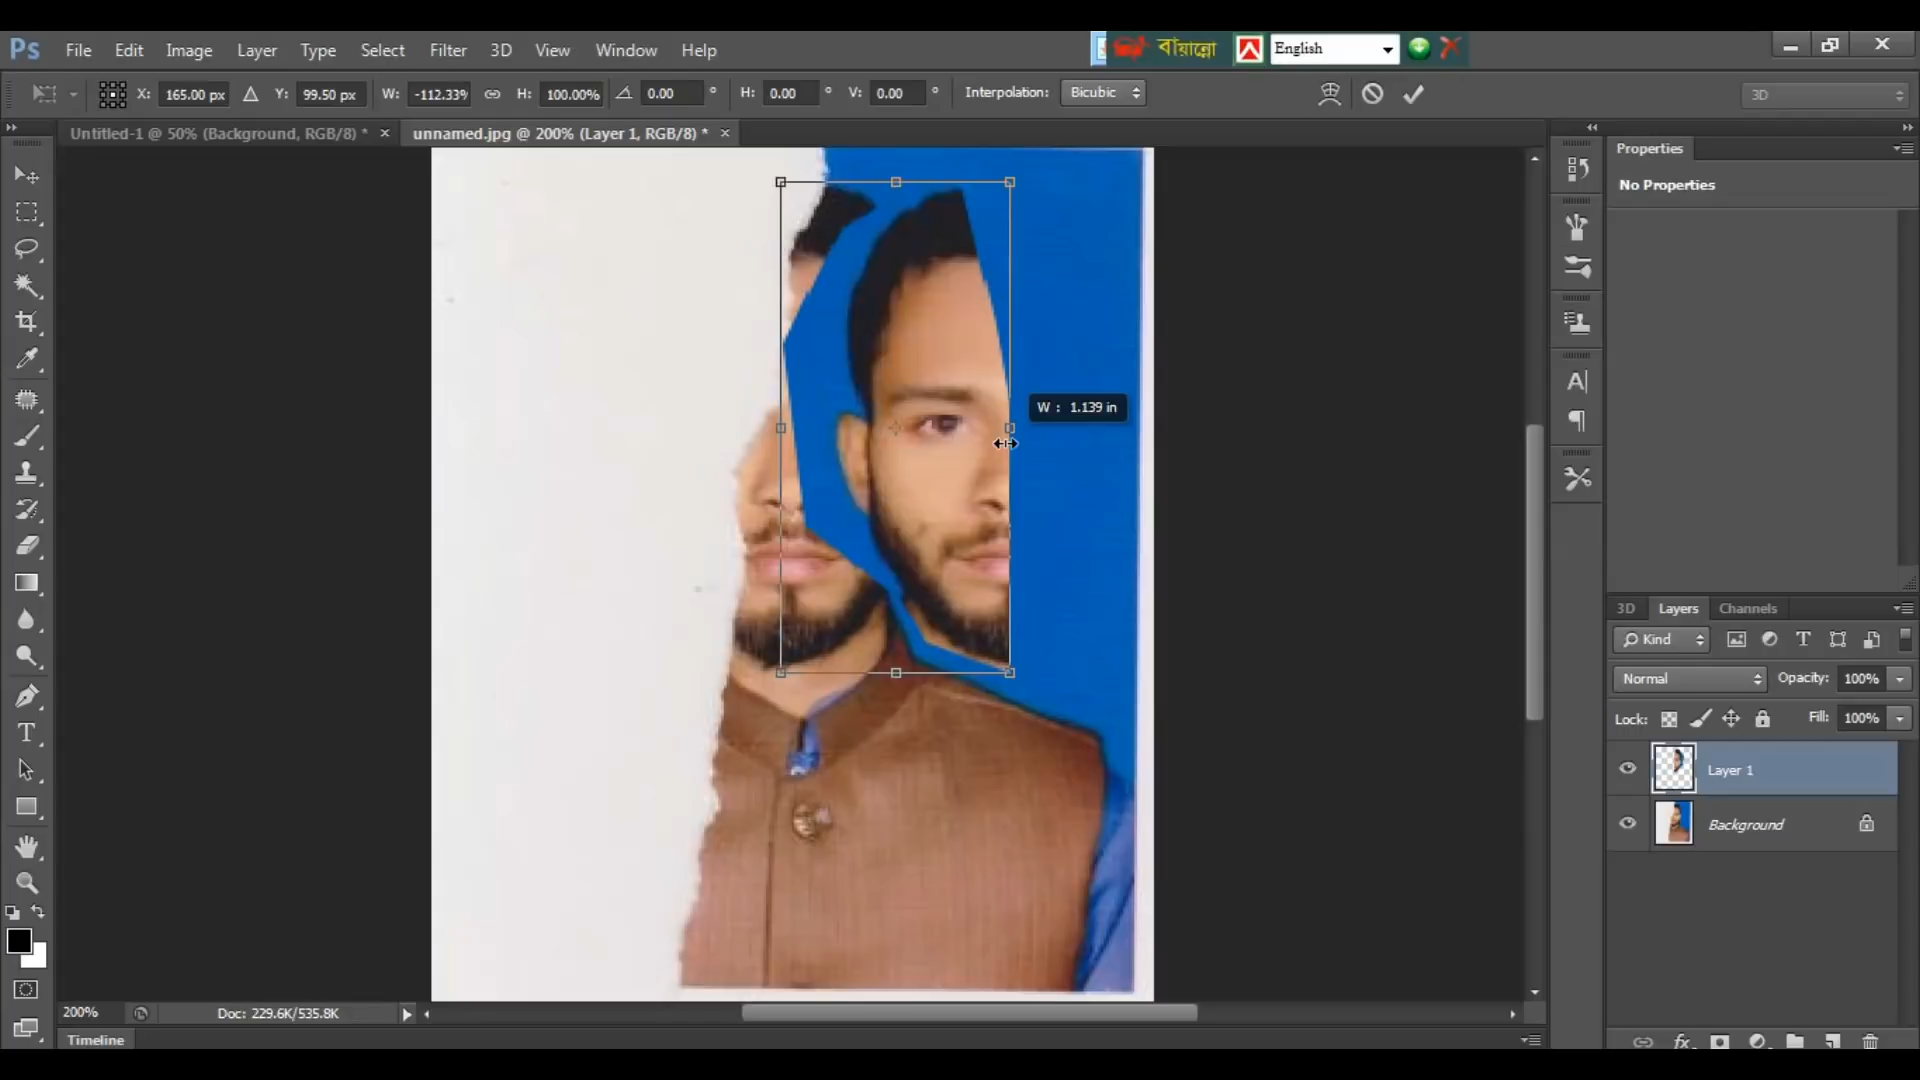 Ps File Edit Image Layer Type Select Filter 3D View Window Help বায়ান্নো English
X: 165.00 px Y: 99.50 px W: -112.33% H: 100.00% 0.00 ° H: 0.00 ° V: 0.00 ° Interpolation: Bicubic 3D
Untitled-1 @ 50% (Background, RGB/8) * unnamed.jpg @ 200% (Layer 1, RGB/8) *
Properties
No Properties
W : 1.139 in
3D Layers Channels
Kind
Normal Opacity: 100%
Lock: Fill: 100%
Layer 1
Background
200% Doc: 229.6K/535.8K
Timeline